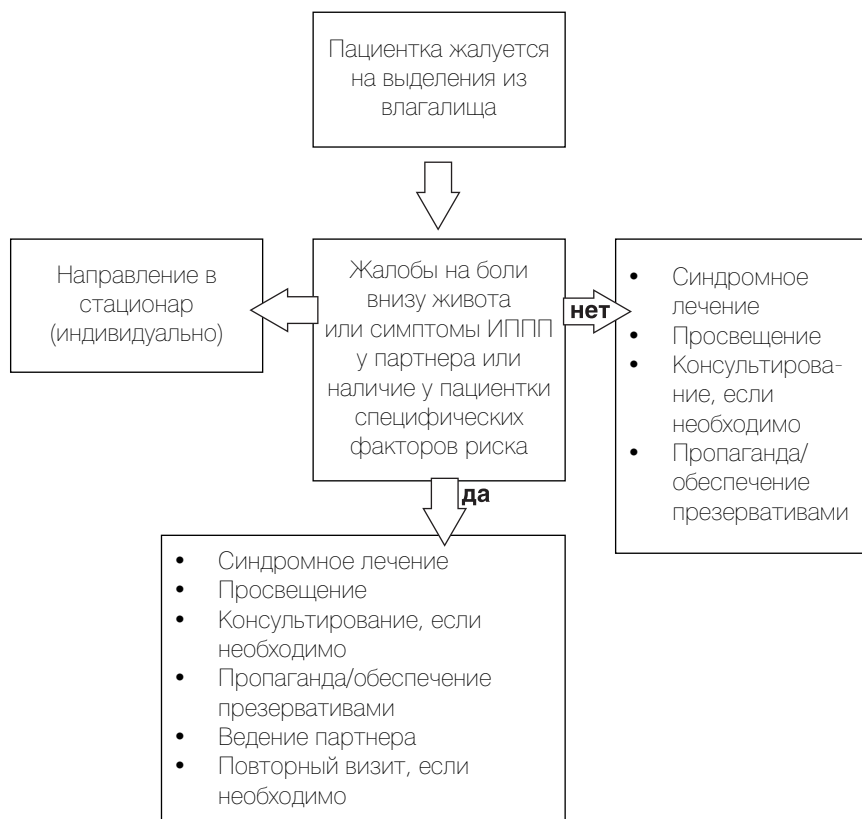 Пациентка жалуется
на выделения из
влагалища
Направление в
стационар
(индивидуально)
Жалобы на боли
внизу живота
или симптомы ИППП
у партнера или
наличие у пациентки
специфических
факторов риска
нет
• Синдромное
лечение
• Просвещение
• Консультирова-
ние, если
необходимо
• Пропаганда/
обеспечение
презервативами
да
• Синдромное лечение
• Просвещение
• Консультирование, если
необходимо
• Пропаганда/обеспечение
презервативами
• Ведение партнера
• Повторный визит, если
необходимо